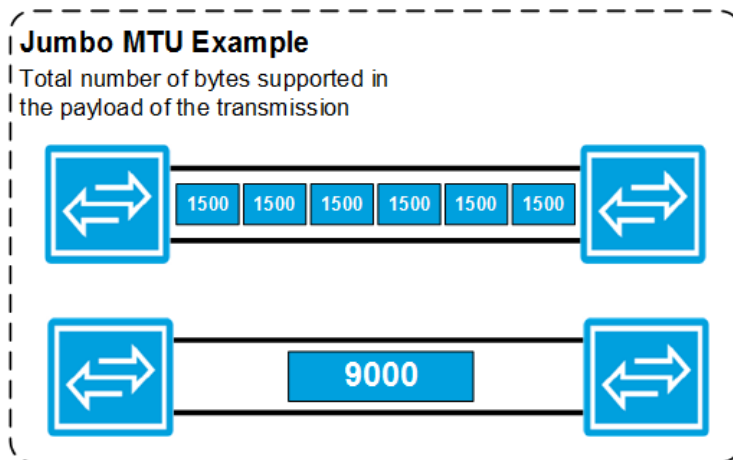 Jumbo MTU Example
Total number of bytes supported in
the payload of the transmission
1500 1500 1500 1500 1500 1500
9000